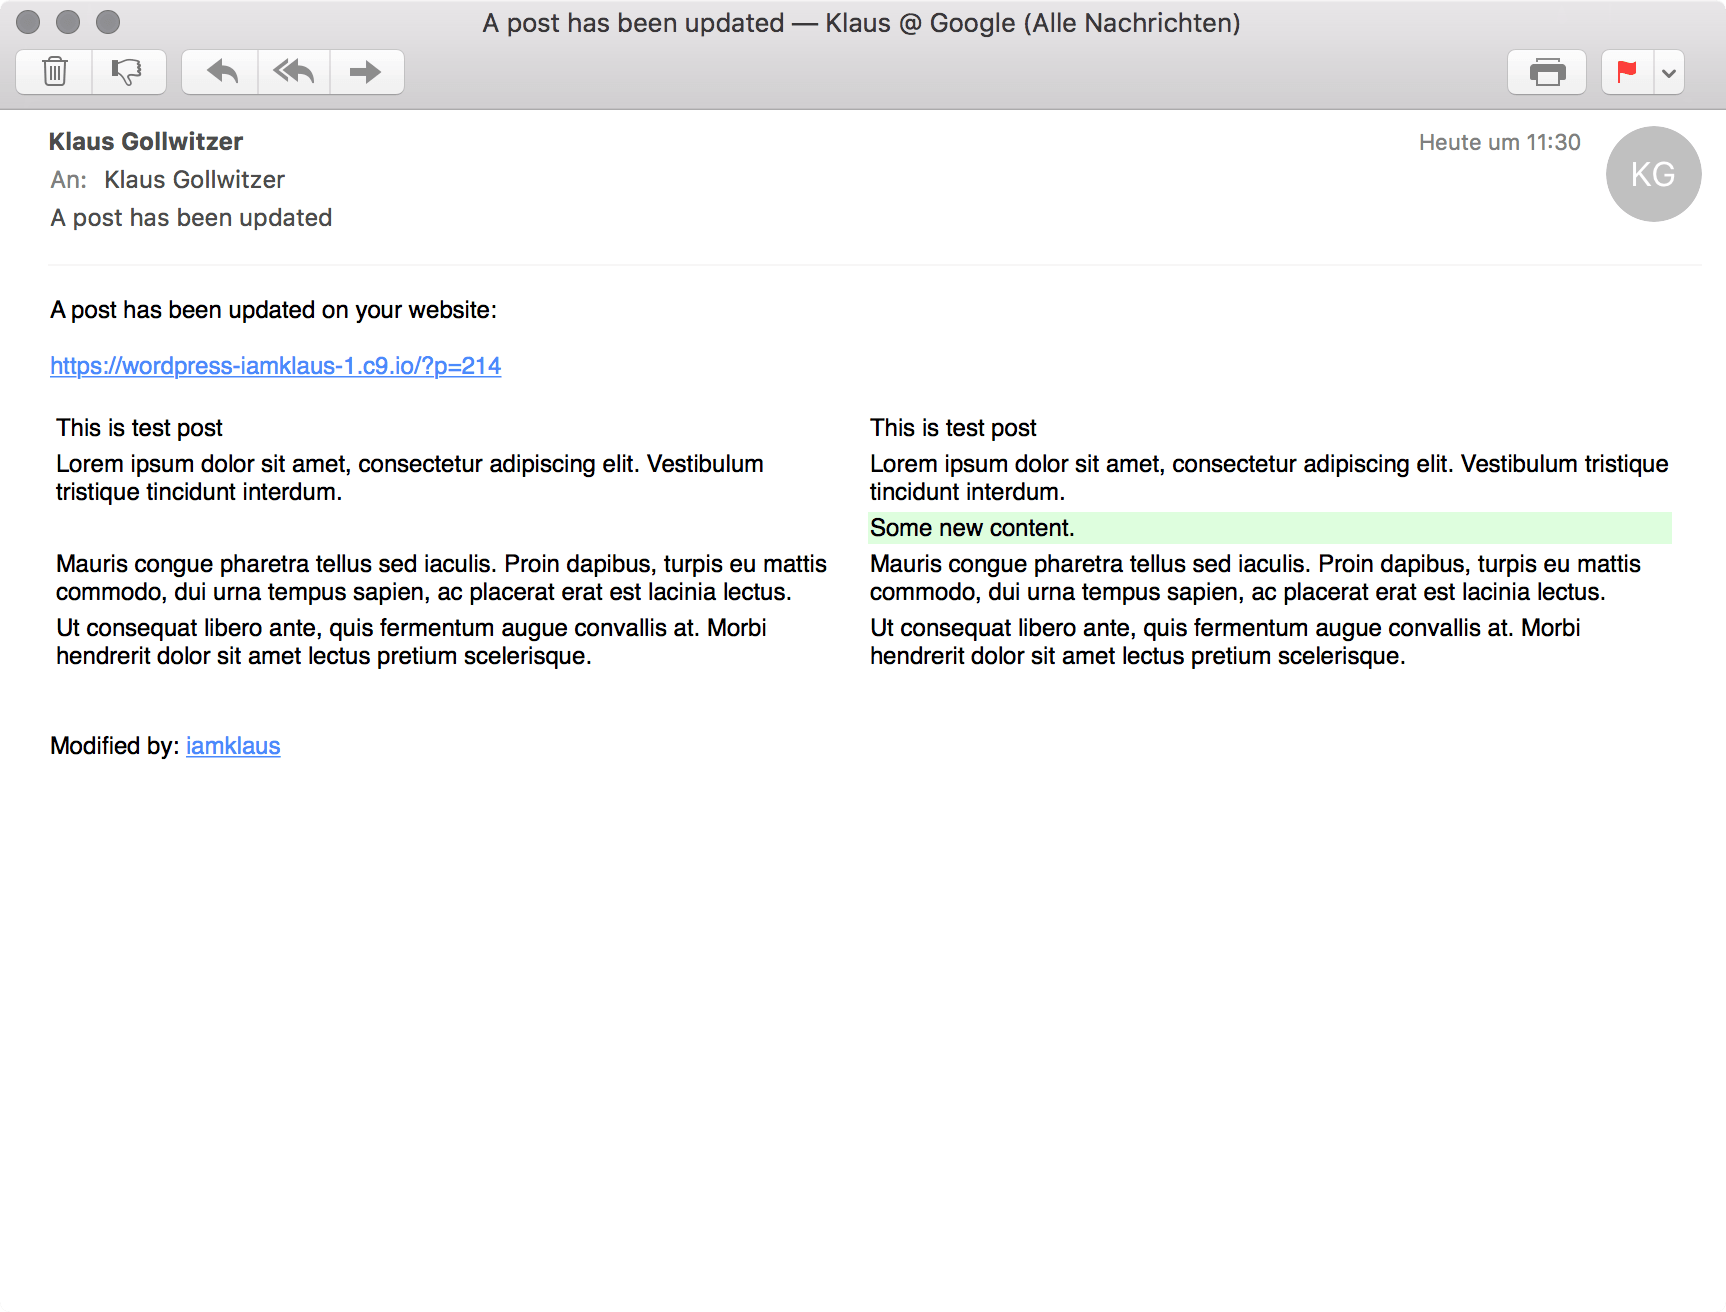 A post has been updated — Klaus @ Google (Alle Nachrichten)
Klaus Gollwitzer
Heute um 11:30
KG
An: Klaus Gollwitzer
A post has been updated
A post has been updated on your website:
https://wordpress-iamklaus-1.c9.io/?p=214
This is test post
Lorem ipsum dolor sit amet, consectetur adipiscing elit. Vestibulum
tristique tincidunt interdum.
Mauris congue pharetra tellus sed iaculis. Proin dapibus, turpis eu mattis
commodo, dui urna tempus sapien, ac placerat erat est lacinia lectus.
Ut consequat libero ante, quis fermentum augue convallis at. Morbi
hendrerit dolor sit amet lectus pretium scelerisque.
This is test post
Lorem ipsum dolor sit amet, consectetur adipiscing elit. Vestibulum tristique
tincidunt interdum.
Some new content.
Mauris congue pharetra tellus sed iaculis. Proin dapibus, turpis eu mattis
commodo, dui urna tempus sapien, ac placerat erat est lacinia lectus.
Ut consequat libero ante, quis fermentum augue convallis at. Morbi
hendrerit dolor sit amet lectus pretium scelerisque.
Modified by: iamklaus